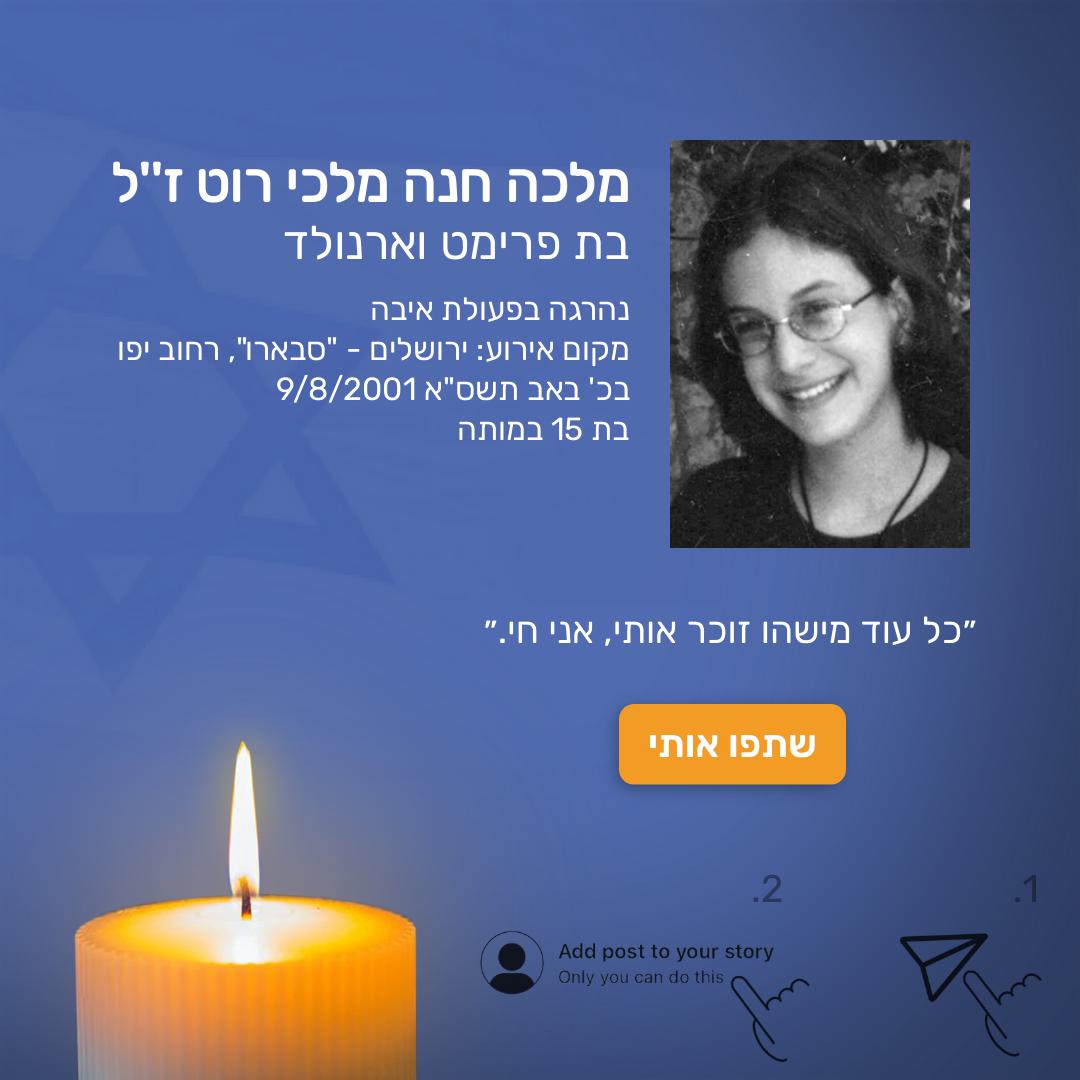 מלכה חנה מלכי רוט ז"ל
בת פרימט וארנולד
נהרגה בפעולת איבה
מקום אירוע: ירושלים - "סבארו", רחוב יפו
בכ' באב תשס"א 9/8/2001
בת 15 במותה
״כל עוד מישהו זוכר אותי, אני חי.״
שתפו אותי
1.
2.
Add post to your story
Only you can do this